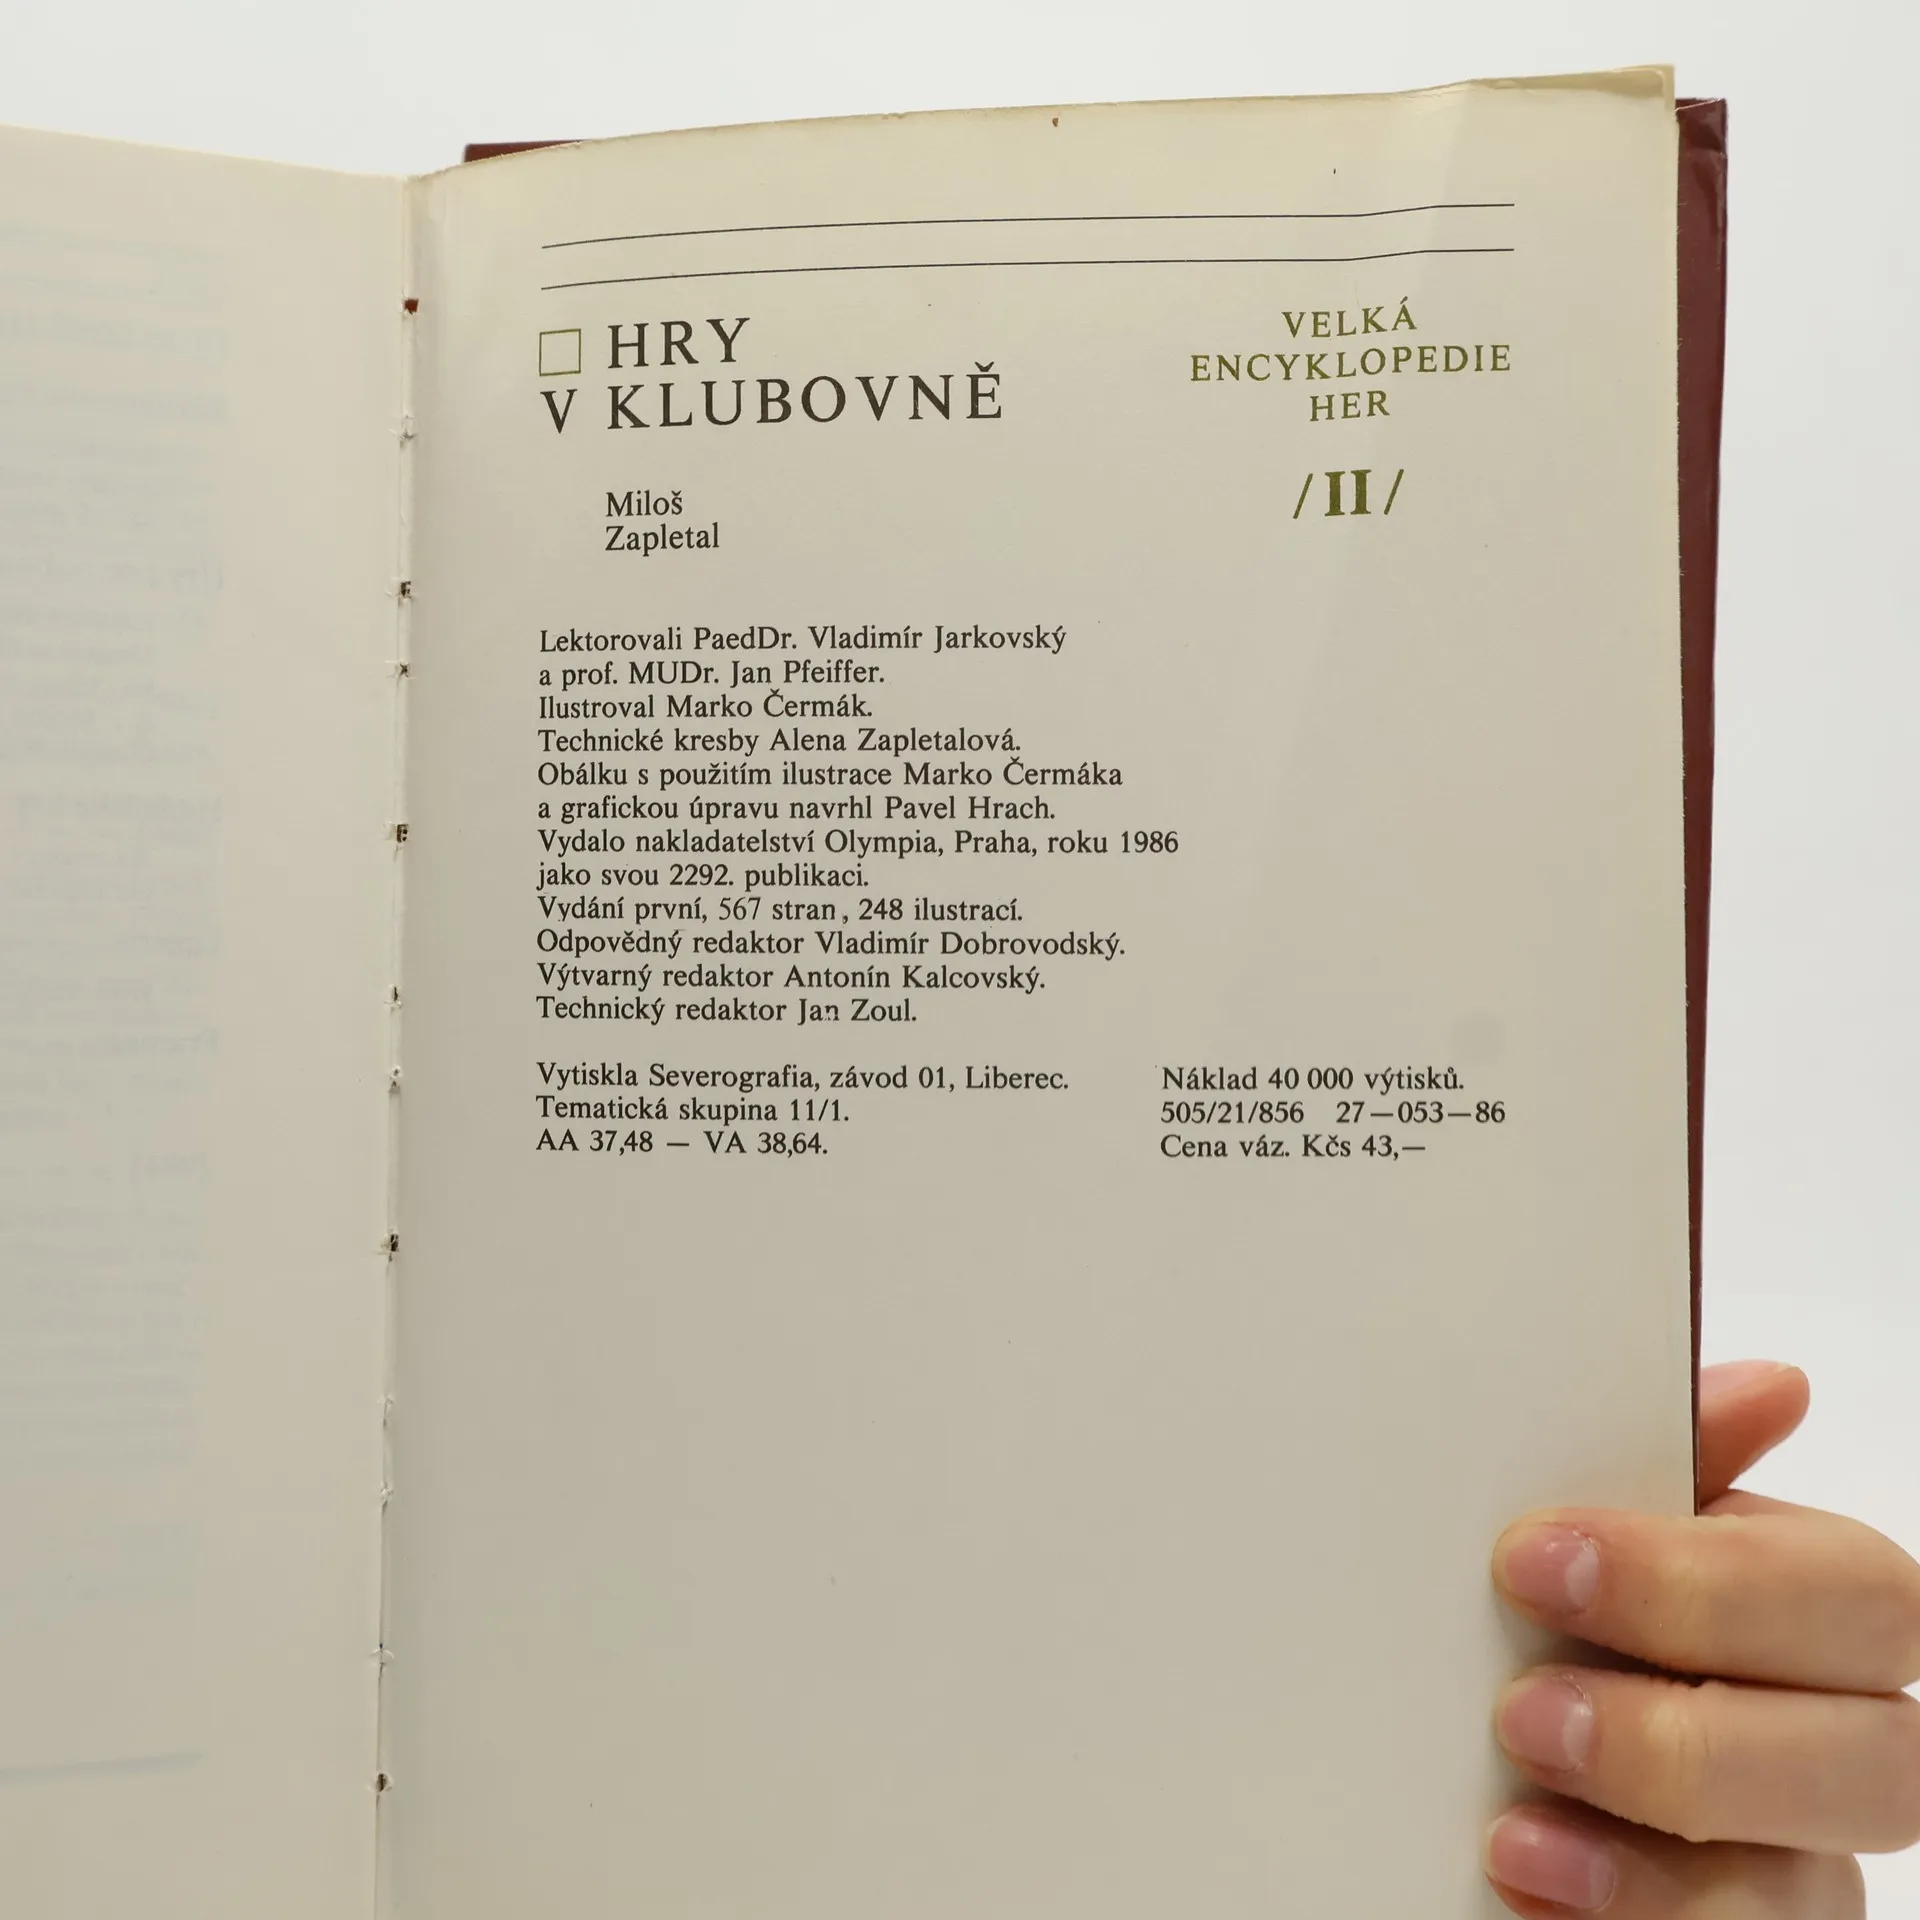 HRY
V KLUBOVNĚ
VELKÁ
ENCYKLOPEDIE
HER
/II/
Miloš
Zapletal
Lektorovali PaedDr. Vladimír Jarkovský
a prof. MUDr. Jan Pfeiffer.
Ilustroval Marko Čermák.
Technické kresby Alena Zapletalová.
Obálku s použitím ilustrace Marko Čermáka
a grafickou úpravu navrhl Pavel Hrach.
Vydalo nakladatelství Olympia, Praha, roku 1986
jako svou 2292. publikaci.
Vydání první, 567 stran, 248 ilustrací.
Odpovědný redaktor Vladimír Dobrovodský.
Výtvarný redaktor Antonín Kalcovský.
Technický redaktor Jan Zoul.
Vytiskla Severografia, závod 01, Liberec.
Tematická skupina 11/1.
AA 37,48 — VA 38,64.
Náklad 40 000 výtisků.
505/21/856 27—053—86
Cena váz. Kčs 43,—